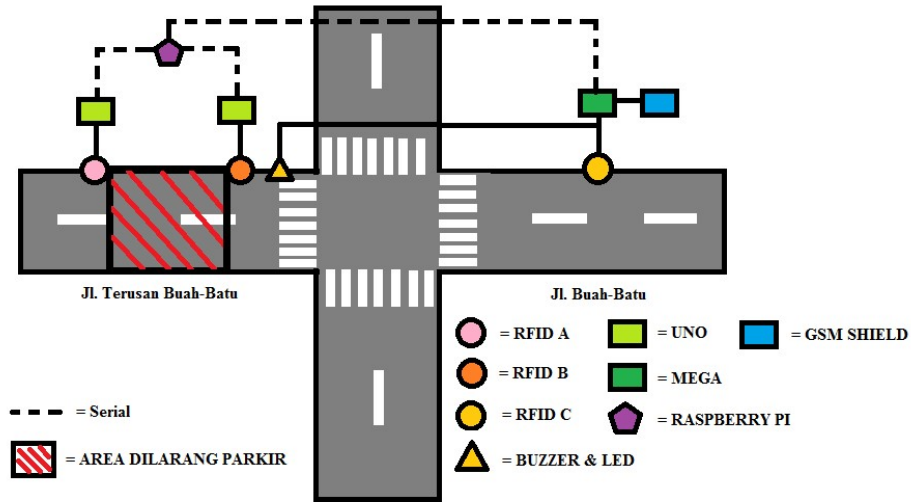 Jl. Terusan Buah-Batu
Jl. Buah-Batu
= RFID A
= UNO
= GSM SHIELD
= RFID B
= MEGA
= Serial
= RFID C
= RASPBERRY PI
= AREA DILARANG PARKIR
= BUZZER & LED